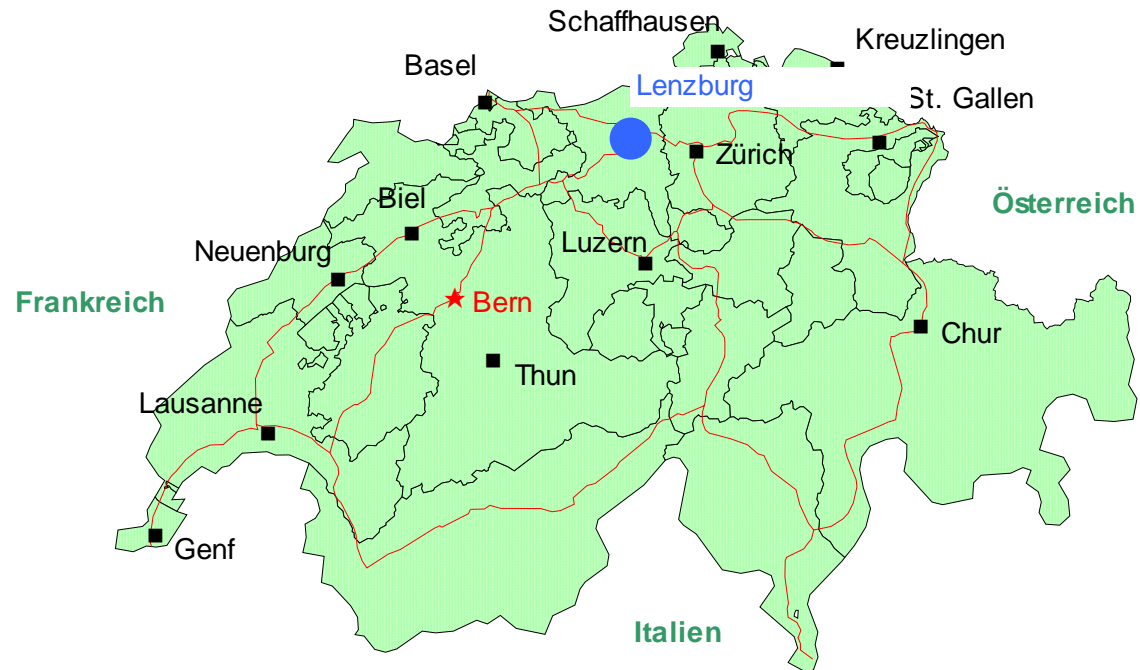 Schaffhausen
Kreuzlingen
Basel
Lenzburg
St. Gallen
Zürich
Biel
Österreich
Luzern
Neuenburg
Frankreich
Bern
Chur
Thun
Lausanne
Genf
Italien